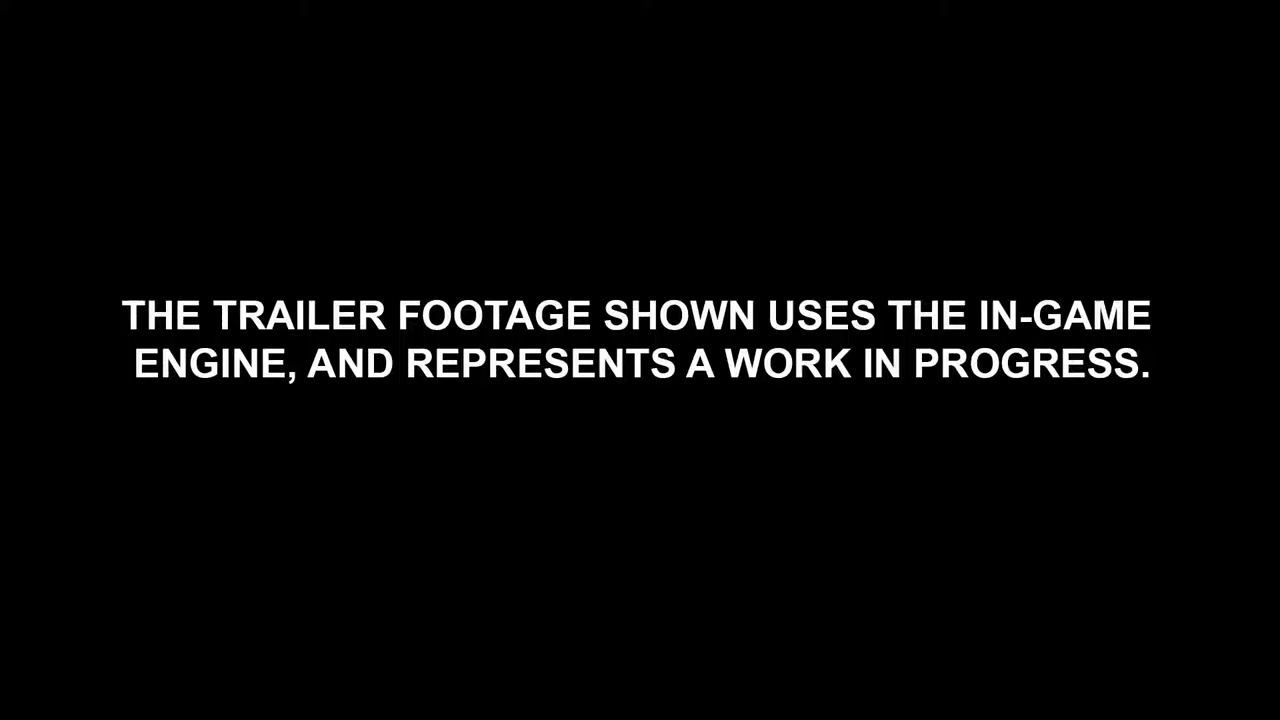 THE TRAILER FOOTAGE SHOWN USES THE IN-GAME
ENGINE, AND REPRESENTS A WORK IN PROGRESS.